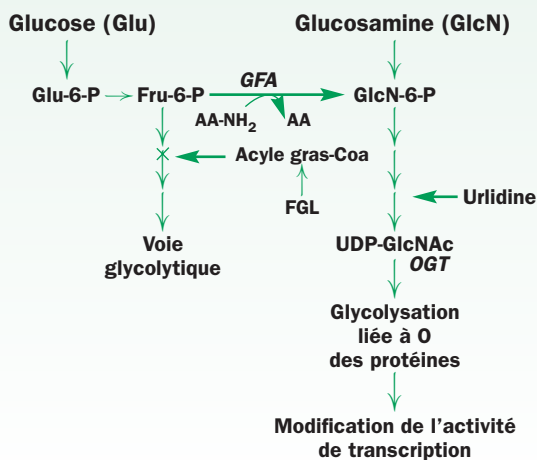 Glucose (Glu)
Glucosamine (GlcN)
Glu-6-P
Fru-6-P
GFA
GlcN-6-P
AA-NH₂
AA
Acyle gras-Coa
FGL
Urlidine
Voie
glycolytique
UDP-GlcNAc
OGT
Glycolysation
liée à O
des protéines
Modification de l'activité
de transcription